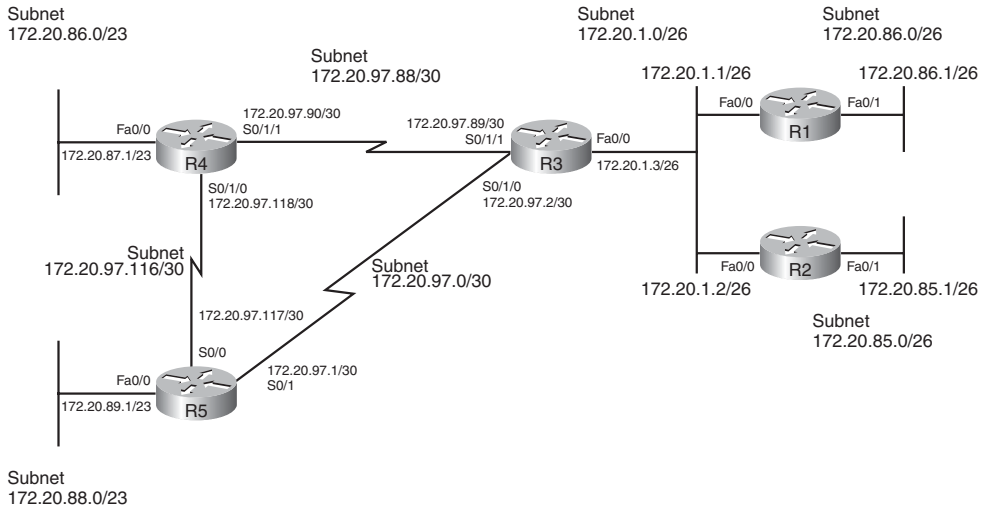 Subnet
172.20.86.0/23
Subnet
172.20.97.88/30
Subnet
172.20.1.0/26
Subnet
172.20.86.0/26
172.20.1.1/26
172.20.86.1/26
Fa0/0
172.20.87.1/23
R4
172.20.97.90/30
S0/1/1
172.20.97.89/30
S0/1/1
R3
Fa0/0
172.20.1.3/26
Fa0/0
R1
Fa0/1
S0/1/0
172.20.97.118/30
S0/1/0
172.20.97.2/30
Subnet
172.20.97.116/30
Subnet
172.20.97.0/30
Fa0/0
R2
Fa0/1
172.20.1.2/26
172.20.85.1/26
Subnet
172.20.85.0/26
172.20.97.117/30
S0/0
172.20.97.1/30
S0/1
Fa0/0
172.20.89.1/23
R5
Subnet
172.20.88.0/23